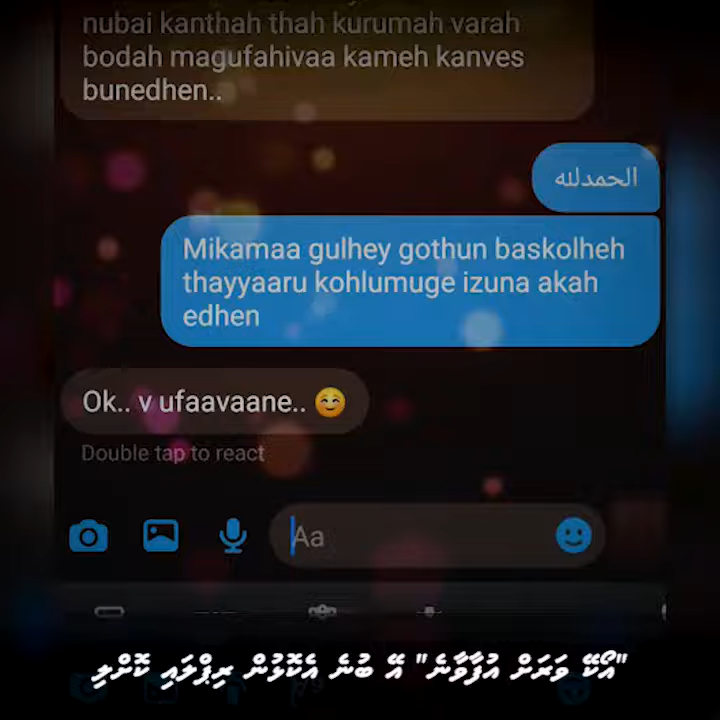 nubai kanthah thah kurumah varah
bodah magufahivaa kameh kanves
bunedhen..
الحمدلله
Mikamaa gulhey gothun baskolheh
thayyaaru kohlumuge izuna akah
edhen
Ok.. v ufaavaane.. 😊
Double tap to react
Aa
"އޯކޭ ވަރަށް އުފާވާނެ" އޭ ބުނެ އެކޮޅުން ރިޕްލައި ކޮށްލި